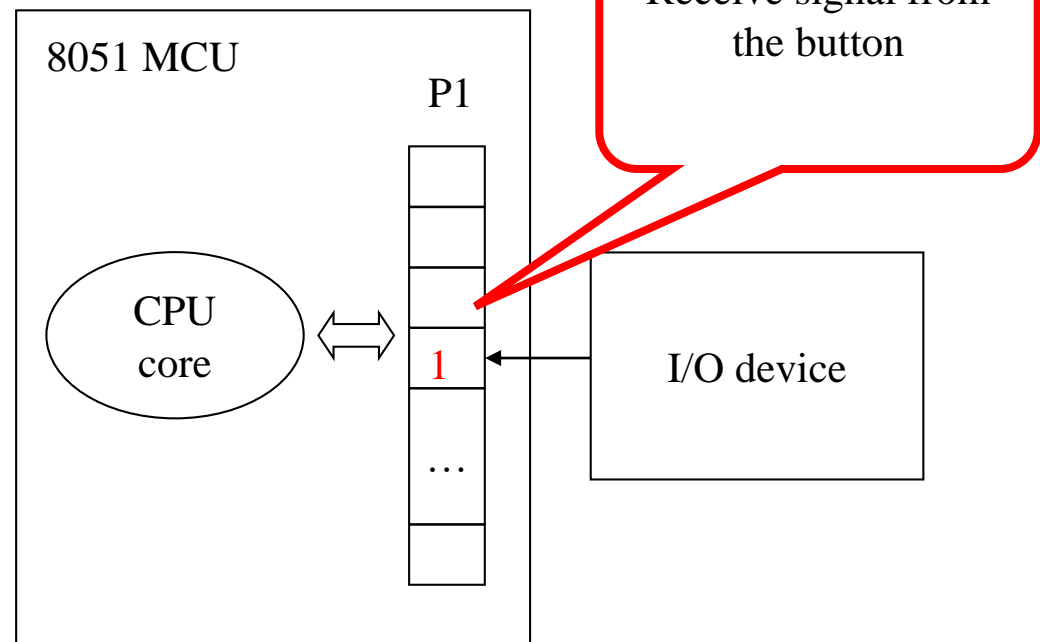 Receive signal from
the button
8051 MCU
P1
CPU
core
1
…
I/O device